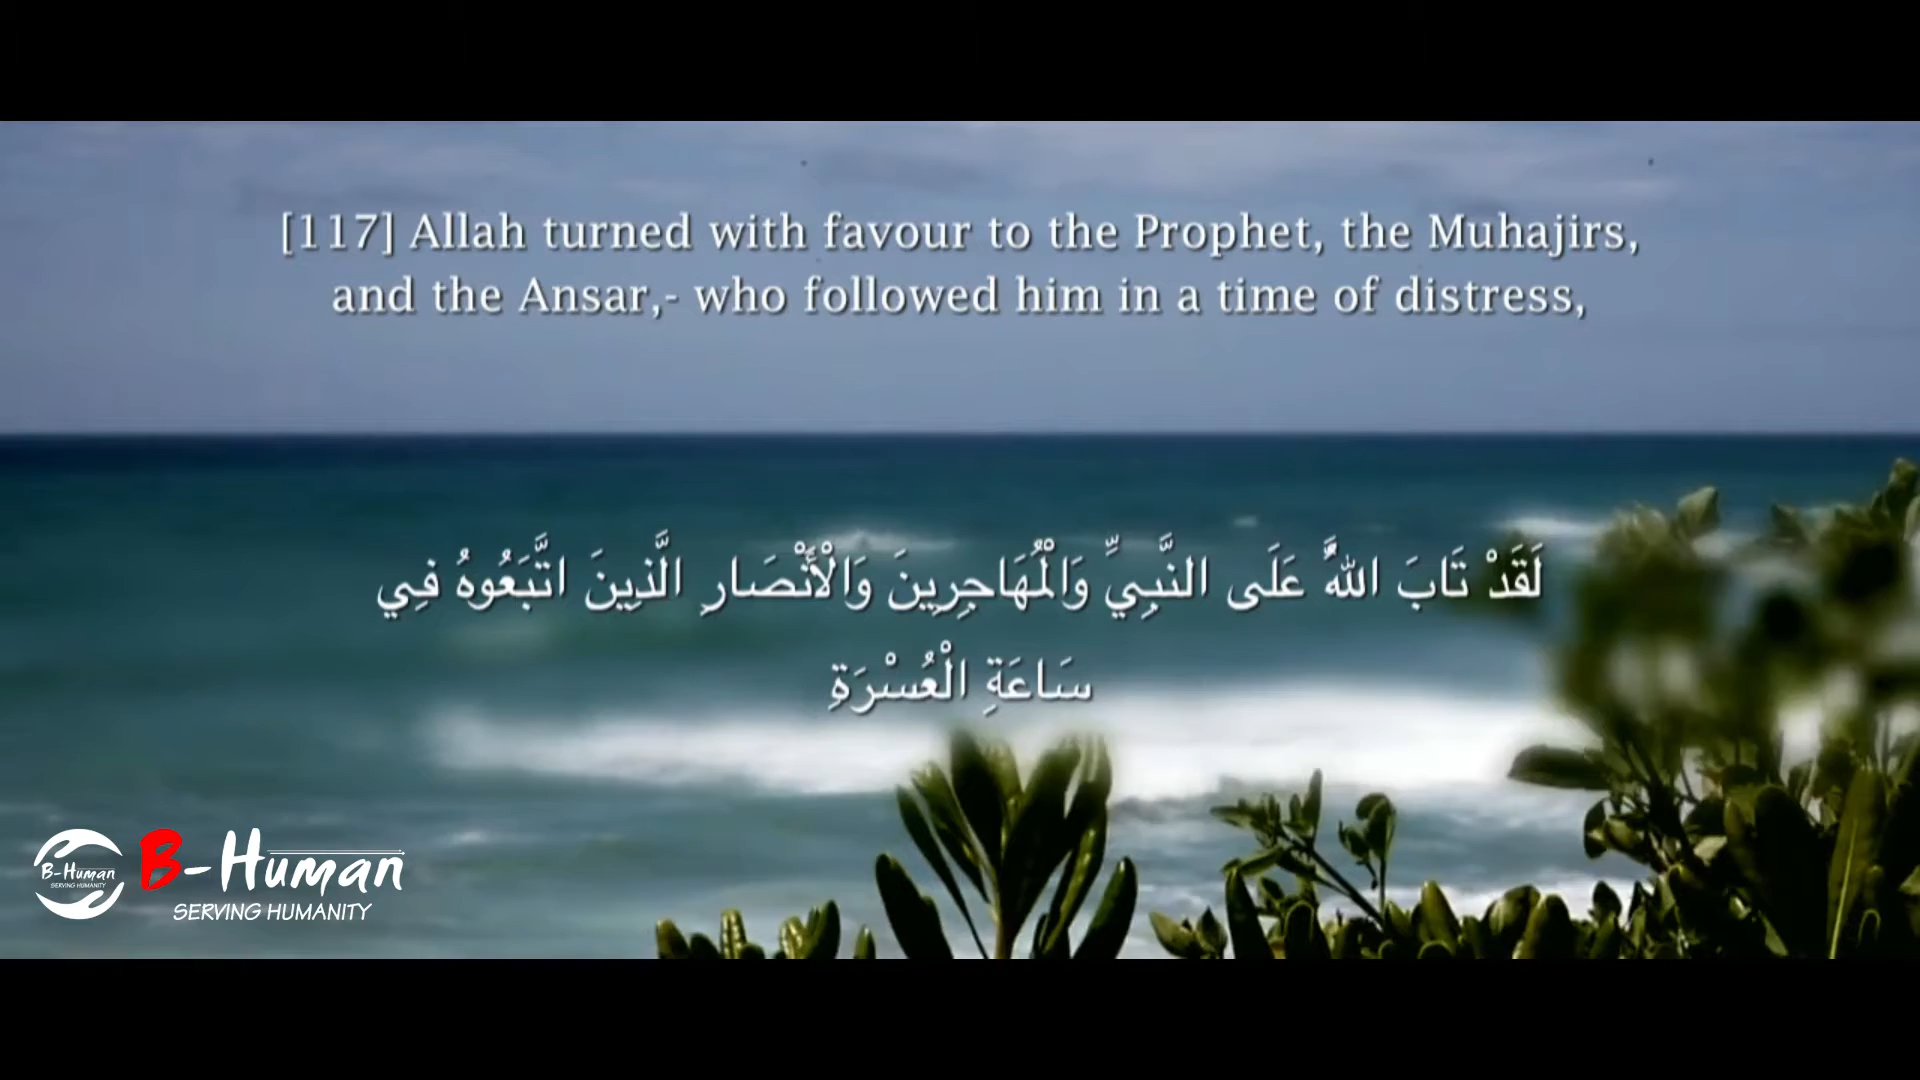 [117] Allah turned with favour to the Prophet, the Muhajirs,
and the Ansar,- who followed him in a time of distress,
لَقَدْ تَابَ اللَّهُ عَلَى النَّبِيِّ وَالْمُهَاجِرِينَ وَالْأَنْصَارِ الَّذِينَ اتَّبَعُوهُ فِي
سَاعَةِ الْعُسْرَةِ
B-Human
SERVING HUMANITY
B-Human
SERVING HUMANITY